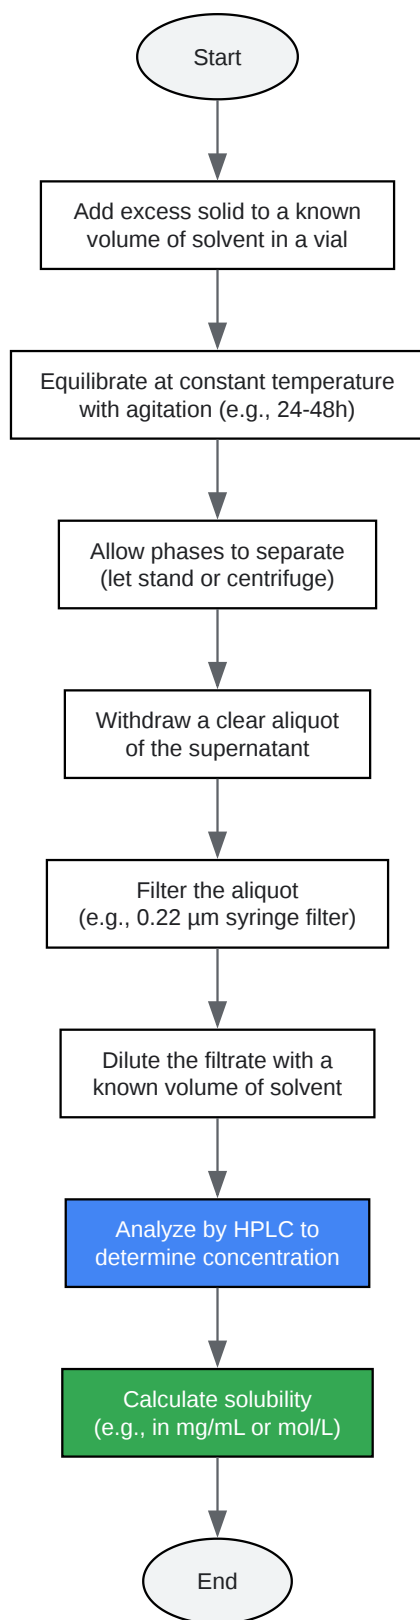 Start
Add excess solid to a known
volume of solvent in a vial
Equilibrate at constant temperature
with agitation (e.g., 24-48h)
Allow phases to separate
(let stand or centrifuge)
Withdraw a clear aliquot
of the supernatant
Filter the aliquot
(e.g., 0.22 µm syringe filter)
Dilute the filtrate with a
known volume of solvent
Analyze by HPLC to
determine concentration
Calculate solubility
(e.g., in mg/mL or mol/L)
End